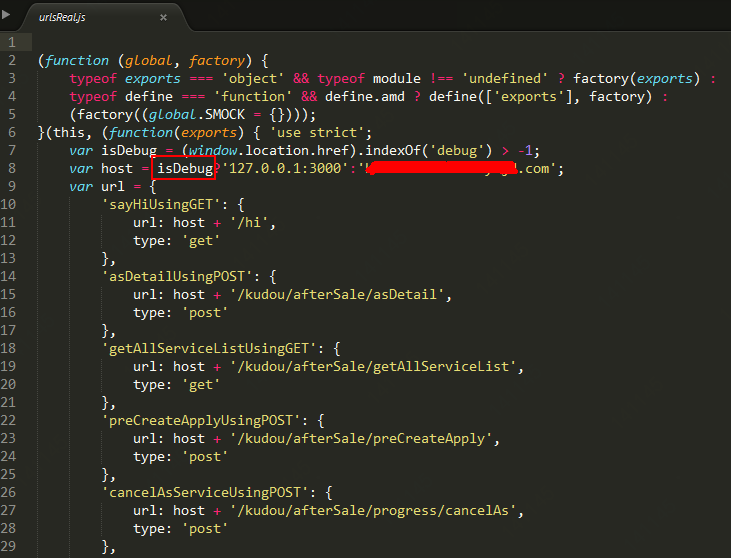 urlsReal.js ×
1
2 (function (global, factory) {
3 typeof exports === 'object' && typeof module !== 'undefined' ? factory(exports) :
4 typeof define === 'function' && define.amd ? define(['exports'], factory) :
5 (factory((global.SMOCK = {})));
6 }(this, (function(exports) { 'use strict';
7 var isDebug = (window.location.href).indexOf('debug') > -1;
8 var host = isDebug?'127.0.0.1:3000':' .com';
9 var url = {
10 'sayHiUsingGET': {
11 url: host + '/hi',
12 type: 'get'
13 },
14 'asDetailUsingPOST': {
15 url: host + '/kudou/afterSale/asDetail',
16 type: 'post'
17 },
18 'getAllServiceListUsingGET': {
19 url: host + '/kudou/afterSale/getAllServiceList',
20 type: 'get'
21 },
22 'preCreateApplyUsingPOST': {
23 url: host + '/kudou/afterSale/preCreateApply',
24 type: 'post'
25 },
26 'cancelAsServiceUsingPOST': {
27 url: host + '/kudou/afterSale/progress/cancelAs',
28 type: 'post'
29 },